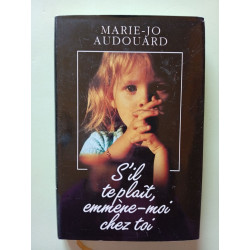 MARIE-JO
AUDOUARD
S'il
te plaît,
emmène-moi
chez toi